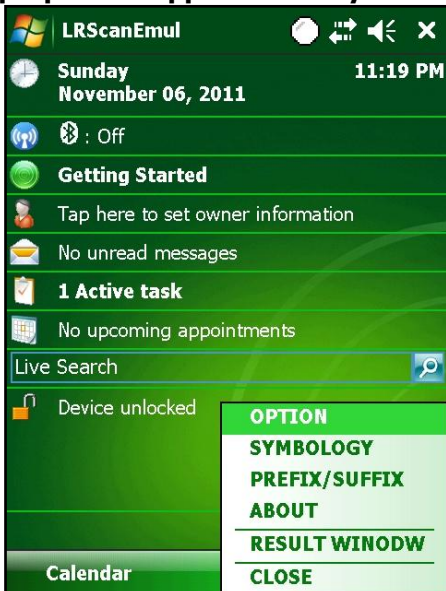 LRScanEmul
Sunday 11:19 PM
November 06, 2011
: Off
Getting Started
Tap here to set owner information
No unread messages
1 Active task
No upcoming appointments
Live Search
Device unlocked
OPTION
SYMBOLOGY
PREFIX/SUFFIX
ABOUT
RESULT WINODW
CLOSE
Calendar